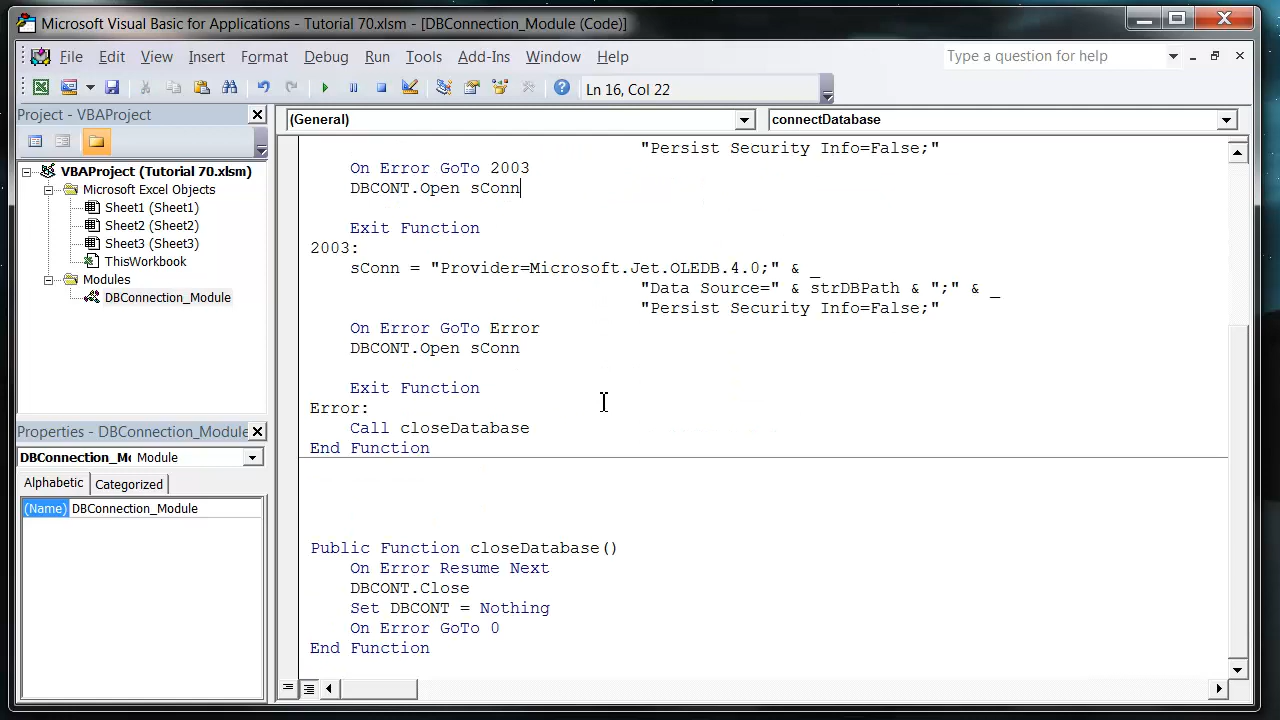 Microsoft Visual Basic for Applications - Tutorial 70.xlsm - [DBConnection_Module (Code)]
File Edit View Insert Format Debug Run Tools Add-Ins Window Help
Type a question for help
Ln 16, Col 22
Project - VBAProject
(General)
connectDatabase
VBAProject (Tutorial 70.xlsm)
Microsoft Excel Objects
Sheet1 (Sheet1)
Sheet2 (Sheet2)
Sheet3 (Sheet3)
ThisWorkbook
Modules
DBConnection_Module
Properties - DBConnection_Module
DBConnection_Mo Module
Alphabetic Categorized
(Name) DBConnection_Module
"Persist Security Info=False;"
On Error GoTo 2003
DBCONT.Open sConn
Exit Function
2003:
sConn = "Provider=Microsoft.Jet.OLEDB.4.0;" & _
"Data Source=" & strDBPath & ";" & _
"Persist Security Info=False;"
On Error GoTo Error
DBCONT.Open sConn
Exit Function
Error:
Call closeDatabase
End Function
Public Function closeDatabase()
On Error Resume Next
DBCONT.Close
Set DBCONT = Nothing
On Error GoTo 0
End Function